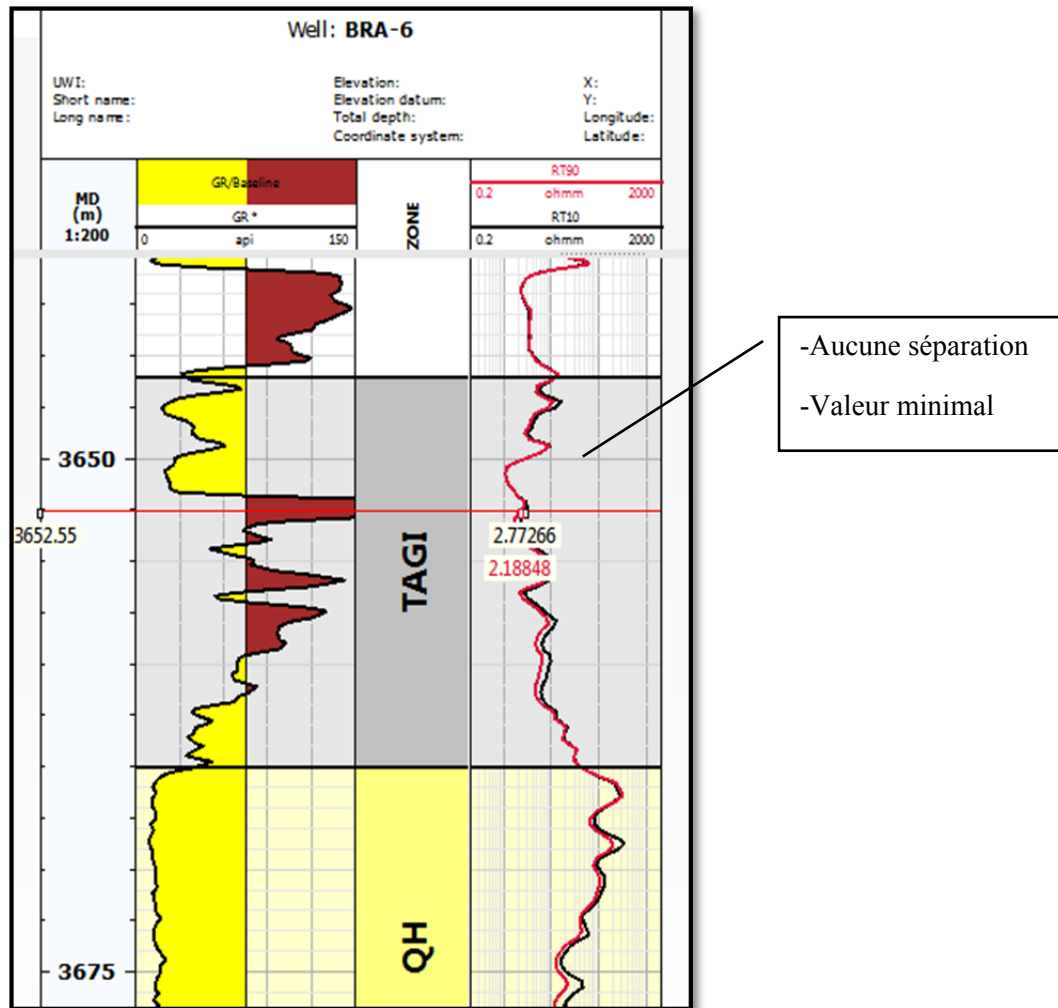 Well: BRA-6
UWI:
Short name:
Long name:
Elevation:
Elevation datum:
Total depth:
Coordinate system:
X:
Y:
Longitude:
Latitude:
MD
(m)
1:200
GR/Baseline
GR *
0 api 150
ZONE
RT90
0.2 ohmm 2000
RT10
0.2 ohmm 2000
-Aucune séparation
-Valeur minimal
3650
3652.55
2.77266
2.18848
TAGI
QH
3675